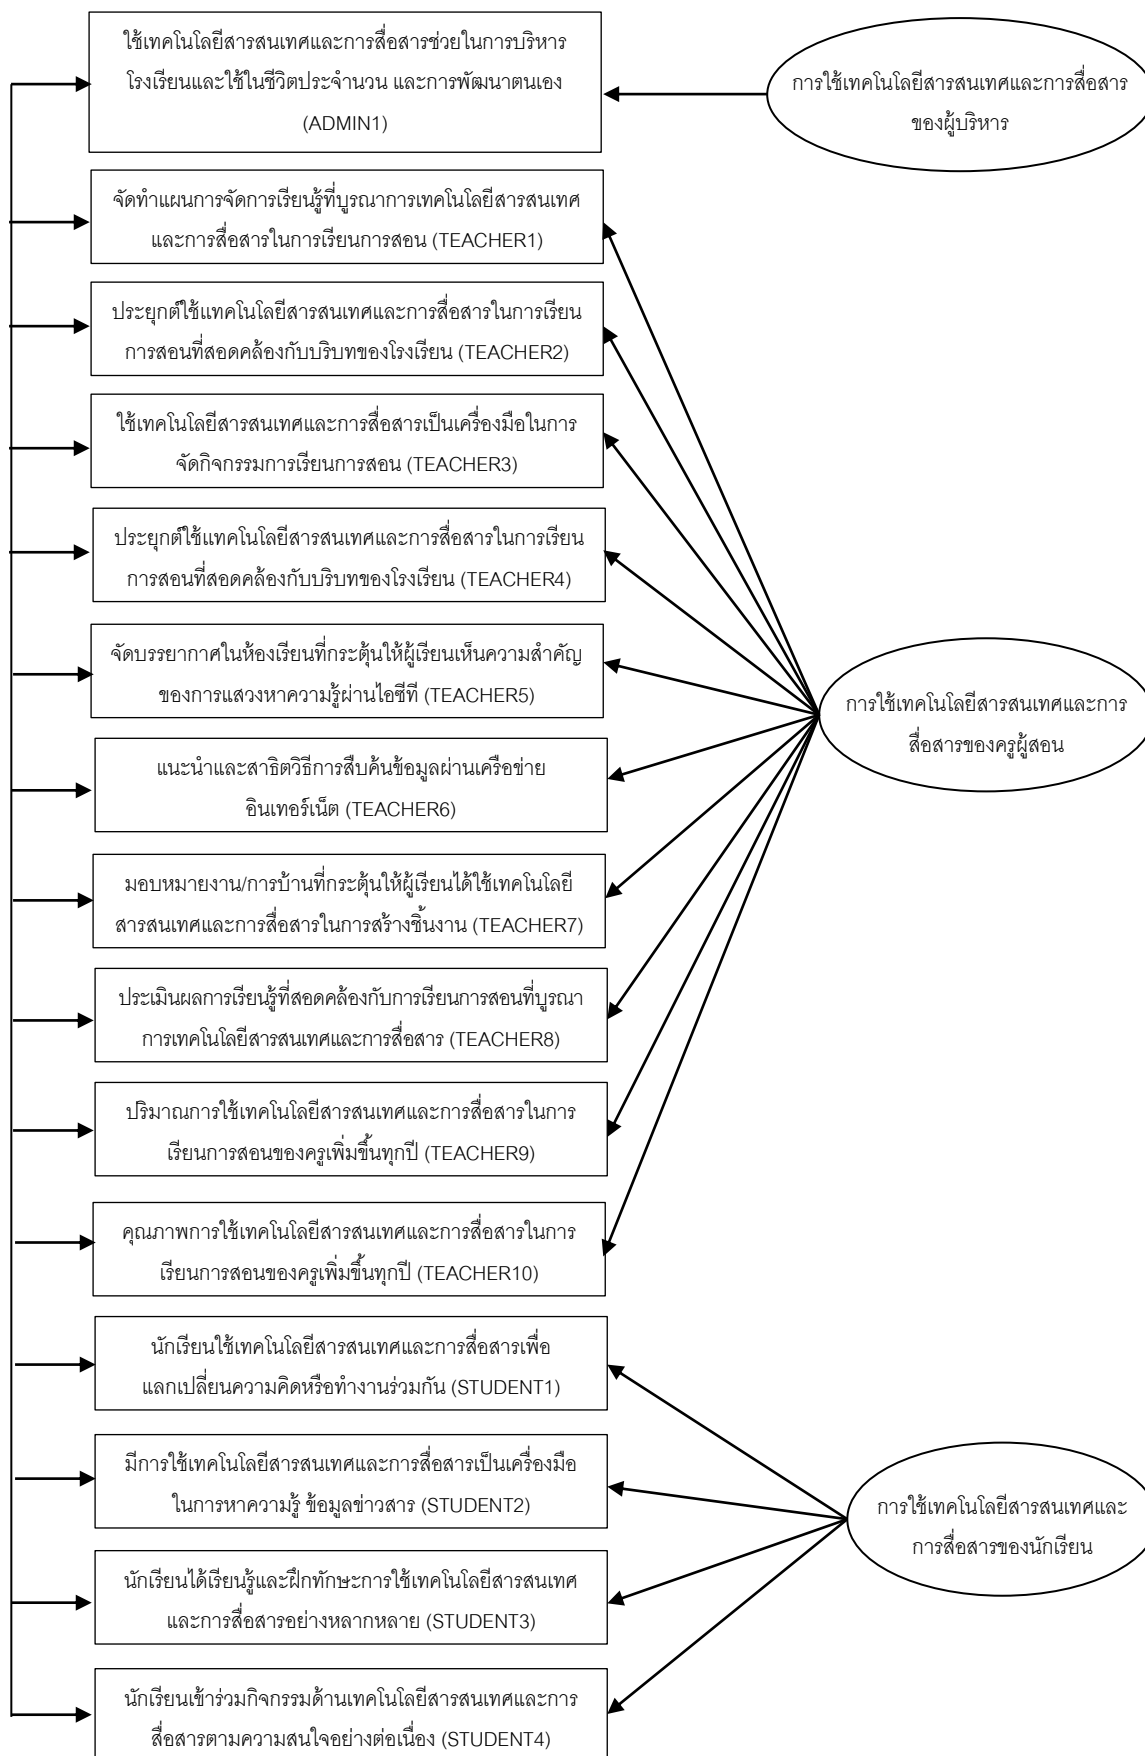 ใช้เทคโนโลยีสารสนเทศและการสื่อสารช่วยในการบริหาร
โรงเรียนและใช้ในชีวิตประจำนวน และการพัฒนาตนเอง
(ADMIN1)
การใช้เทคโนโลยีสารสนเทศและการสื่อสาร
ของผู้บริหาร
จัดทำแผนการจัดการเรียนรู้ที่บูรณาการเทคโนโลยีสารสนเทศ
และการสื่อสารในการเรียนการสอน (TEACHER1)
ประยุกต์ใช้แทคโนโลยีสารสนเทศและการสื่อสารในการเรียน
การสอนที่สอดคล้องกับบริบทของโรงเรียน (TEACHER2)
ใช้เทคโนโลยีสารสนเทศและการสื่อสารเป็นเครื่องมือในการ
จัดกิจกรรมการเรียนการสอน (TEACHER3)
ประยุกต์ใช้แทคโนโลยีสารสนเทศและการสื่อสารในการเรียน
การสอนที่สอดคล้องกับบริบทของโรงเรียน (TEACHER4)
จัดบรรยากาศในห้องเรียนที่กระตุ้นให้ผู้เรียนเห็นความสำคัญ
ของการแสวงหาความรู้ผ่านไอซีที (TEACHER5)
การใช้เทคโนโลยีสารสนเทศและการ
สื่อสารของครูผู้สอน
แนะนำและสาธิตวิธีการสืบค้นข้อมูลผ่านเครือข่าย
อินเทอร์เน็ต (TEACHER6)
มอบหมายงาน/การบ้านที่กระตุ้นให้ผู้เรียนได้ใช้เทคโนโลยี
สารสนเทศและการสื่อสารในการสร้างชิ้นงาน (TEACHER7)
ประเมินผลการเรียนรู้ที่สอดคล้องกับการเรียนการสอนที่บูรณา
การเทคโนโลยีสารสนเทศและการสื่อสาร (TEACHER8)
ปริมาณการใช้เทคโนโลยีสารสนเทศและการสื่อสารในการ
เรียนการสอนของครูเพิ่มขึ้นทุกปี (TEACHER9)
คุณภาพการใช้เทคโนโลยีสารสนเทศและการสื่อสารในการ
เรียนการสอนของครูเพิ่มขึ้นทุกปี (TEACHER10)
นักเรียนใช้เทคโนโลยีสารสนเทศและการสื่อสารเพื่อ
แลกเปลี่ยนความคิดหรือทำงานร่วมกัน (STUDENT1)
มีการใช้เทคโนโลยีสารสนเทศและการสื่อสารเป็นเครื่องมือ
ในการหาความรู้ ข้อมูลข่าวสาร (STUDENT2)
การใช้เทคโนโลยีสารสนเทศและ
การสื่อสารของนักเรียน
นักเรียนได้เรียนรู้และฝึกทักษะการใช้เทคโนโลยีสารสนเทศ
และการสื่อสารอย่างหลากหลาย (STUDENT3)
นักเรียนเข้าร่วมกิจกรรมด้านเทคโนโลยีสารสนเทศและการ
สื่อสารตามความสนใจอย่างต่อเนื่อง (STUDENT4)